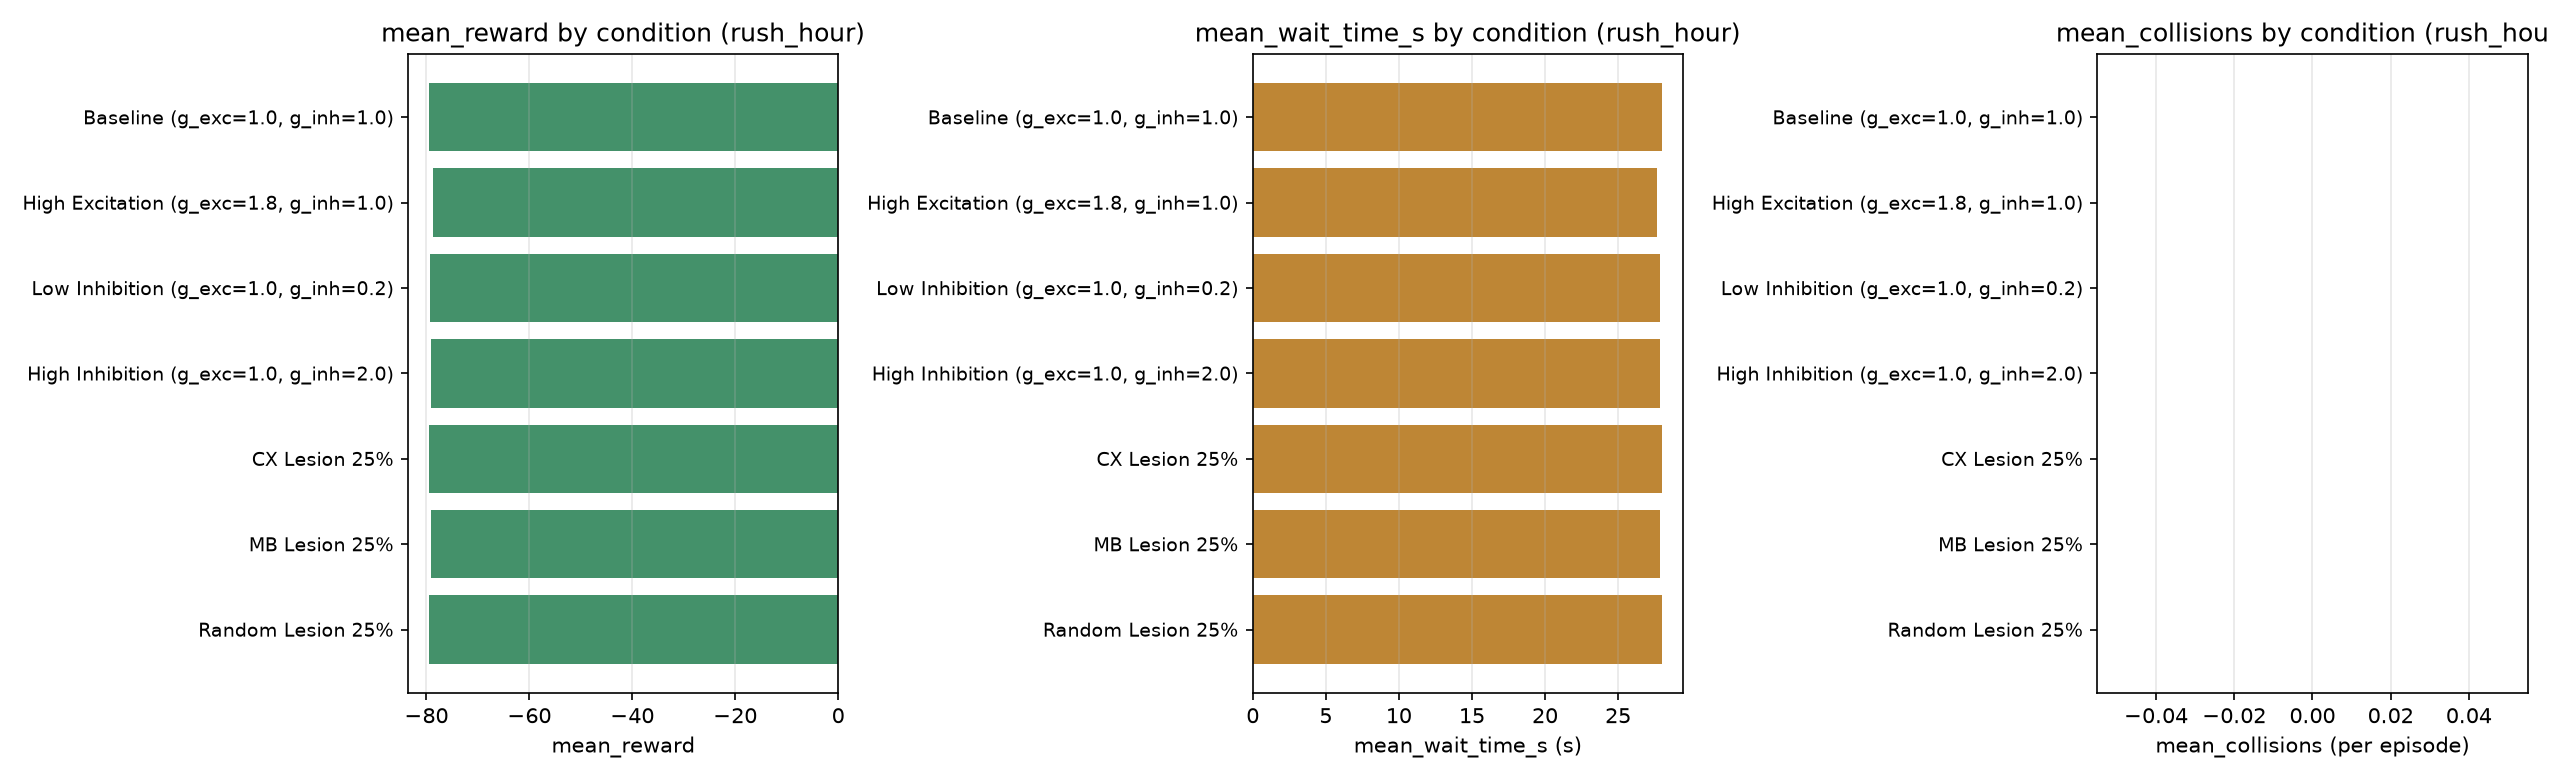 mean_reward by condition (rush_hour)
Baseline (g_exc=1.0, g_inh=1.0)
High Excitation (g_exc=1.8, g_inh=1.0)
Low Inhibition (g_exc=1.0, g_inh=0.2)
High Inhibition (g_exc=1.0, g_inh=2.0)
CX Lesion 25%
MB Lesion 25%
Random Lesion 25%
−80 −60 −40 −20 0
mean_reward
mean_wait_time_s by condition (rush_hour)
Baseline (g_exc=1.0, g_inh=1.0)
High Excitation (g_exc=1.8, g_inh=1.0)
Low Inhibition (g_exc=1.0, g_inh=0.2)
High Inhibition (g_exc=1.0, g_inh=2.0)
CX Lesion 25%
MB Lesion 25%
Random Lesion 25%
0 5 10 15 20 25
mean_wait_time_s (s)
mean_collisions by condition (rush_hou
Baseline (g_exc=1.0, g_inh=1.0)
High Excitation (g_exc=1.8, g_inh=1.0)
Low Inhibition (g_exc=1.0, g_inh=0.2)
High Inhibition (g_exc=1.0, g_inh=2.0)
CX Lesion 25%
MB Lesion 25%
Random Lesion 25%
−0.04 −0.02 0.00 0.02 0.04
mean_collisions (per episode)